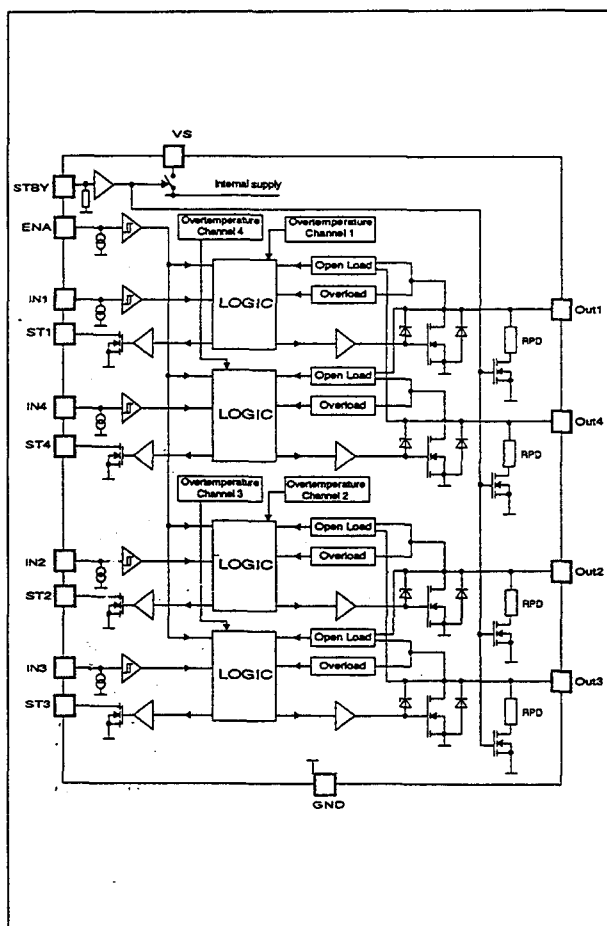 VS
STBY
Internal supply
ENA
Overtemperature
Channel 4
Overtemperature
Channel 1
Open Load
IN1
LOGIC
Overload
Out1
ST1
RPD
Open Load
IN4
LOGIC
Overload
Out4
ST4
RPD
Overtemperature
Channel 3
Overtemperature
Channel 2
Open Load
IN2
LOGIC
Overload
Out2
ST2
RPD
Open Load
IN3
LOGIC
Overload
Out3
ST3
RPD
GND